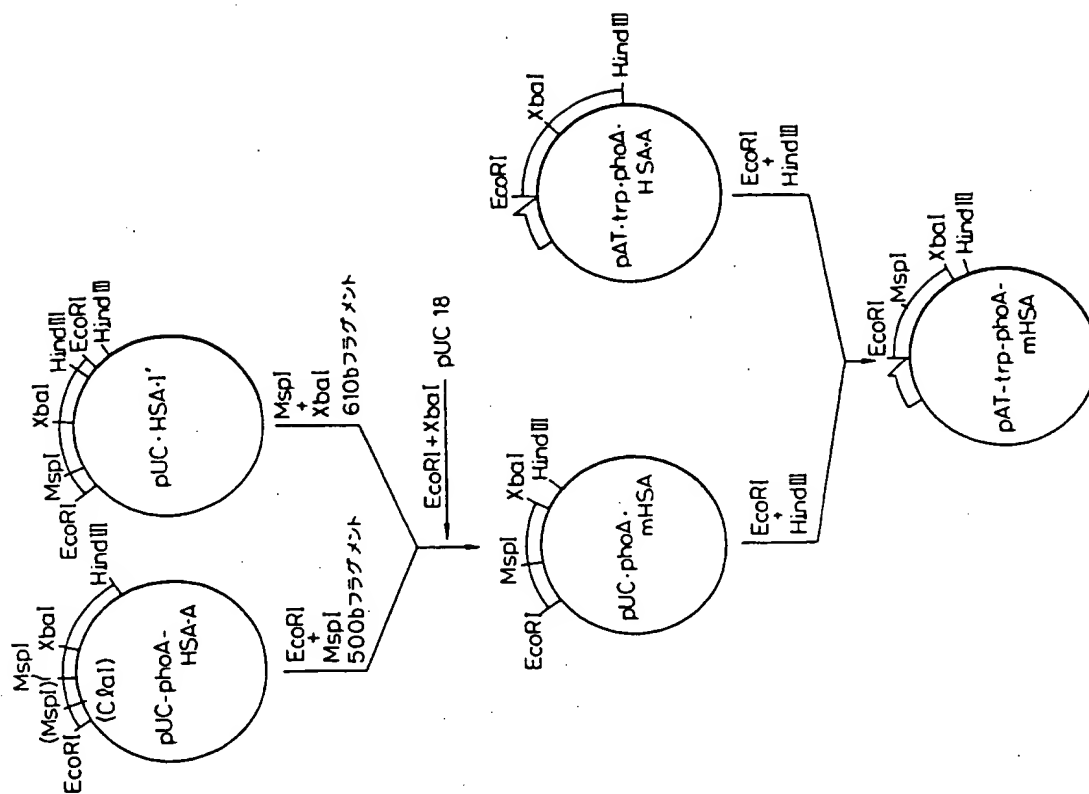 MspI
(MspI)
XbaI
EcoRI
(ClaI)
HindIII
pUC-phoA-
HSA·A
EcoRI
+
MspI
500bフラグメント
EcoRI
MspI
XbaI
HindIII
EcoRI
HindIII
pUC·HSA·I'
MspI
+
XbaI
610bフラグメント
EcoRI+XbaI
pUC 18
EcoRI
MspI
XbaI
HindIII
pUC·phoA·
mHSA
EcoRI
+
HindIII
EcoRI
XbaI
HindIII
pAT·trp·phoA·
HSA·A
EcoRI
+
HindIII
EcoRI
MspI
XbaI
HindIII
pAT-trp-phoA-
mHSA